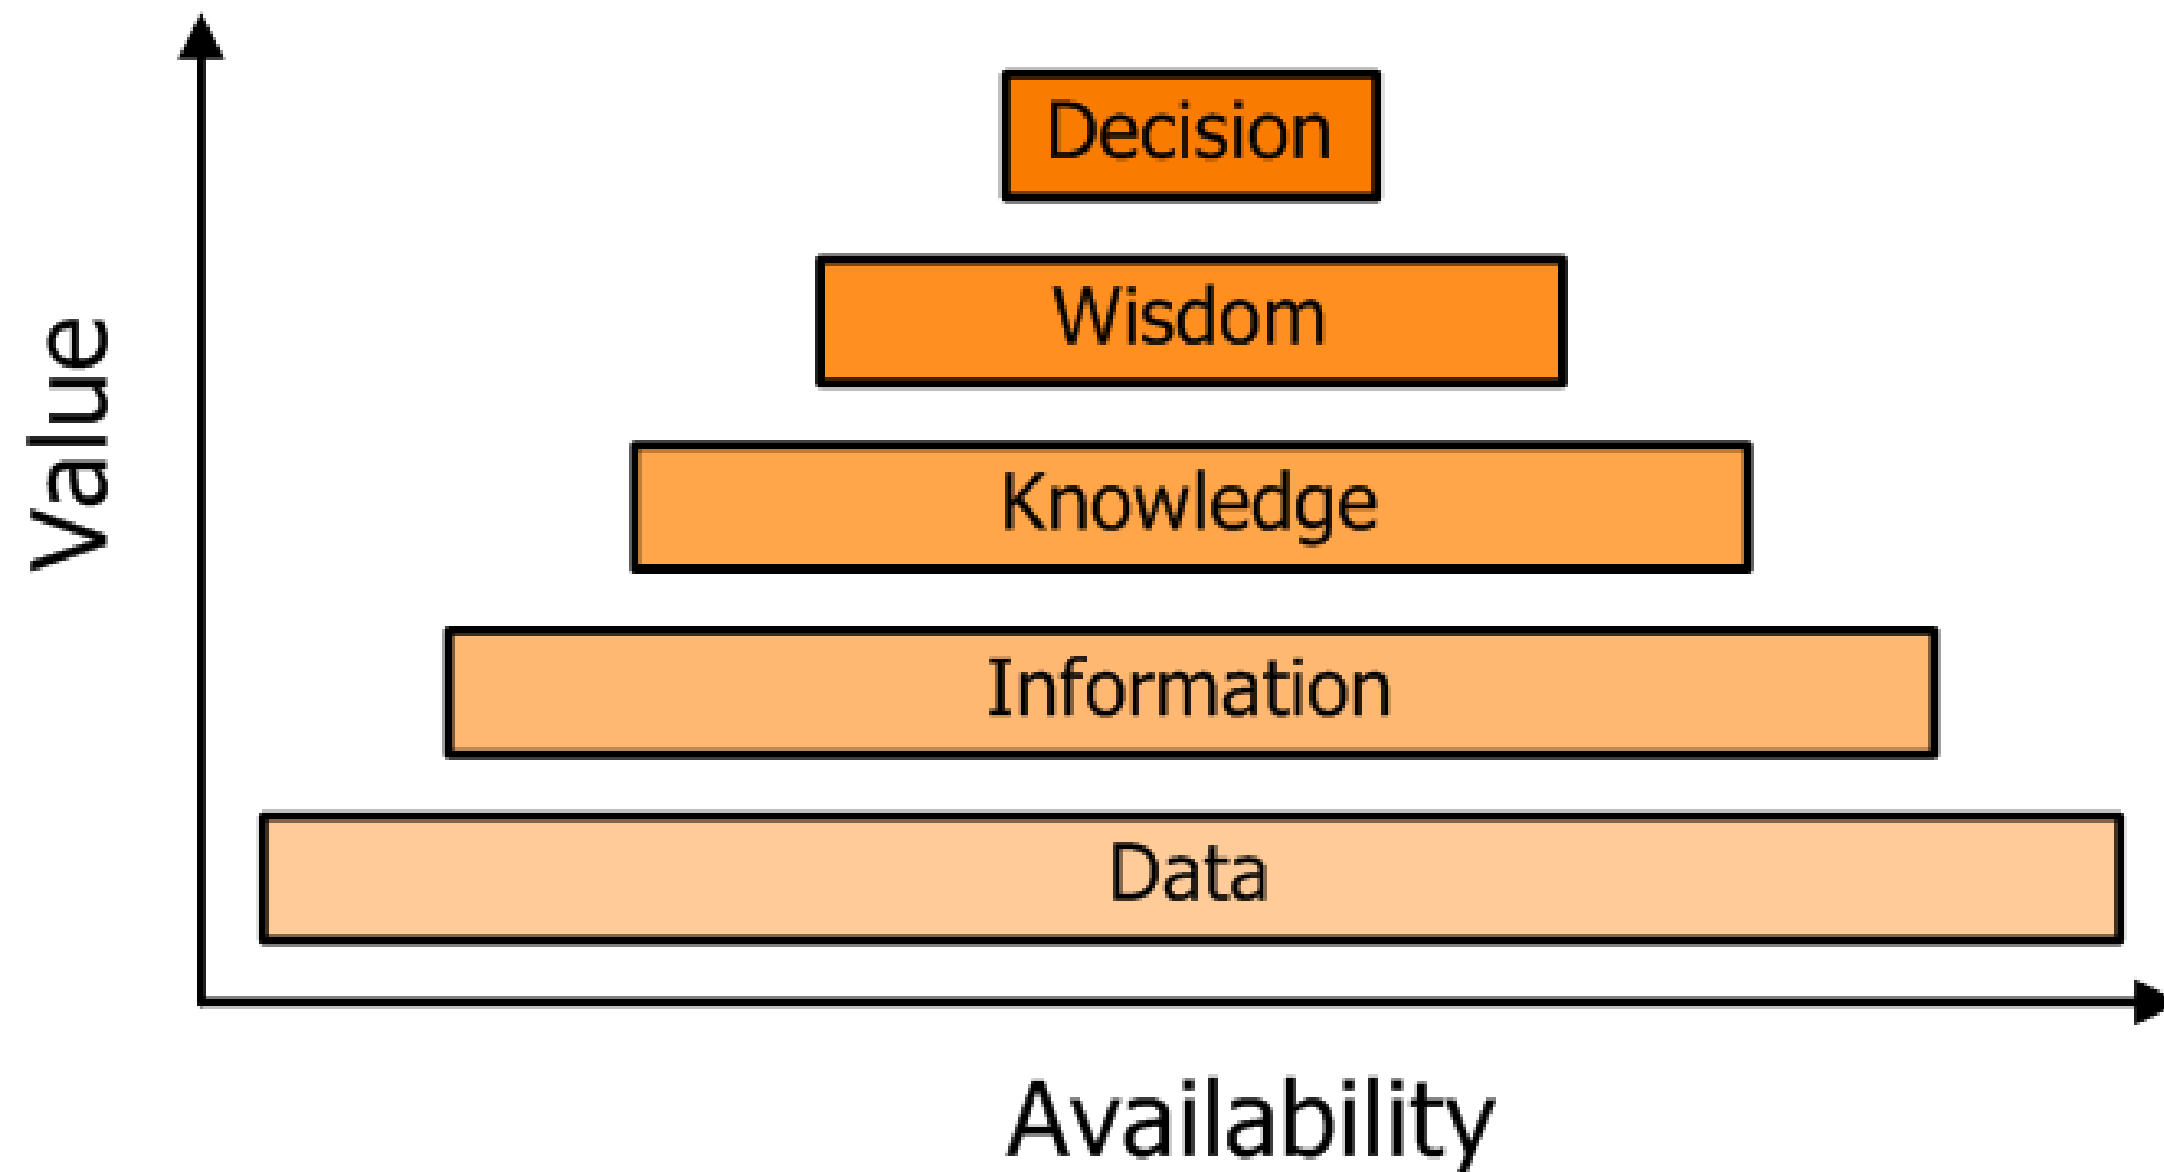 Decision
Wisdom
Knowledge
Information
Data
Value
Availability